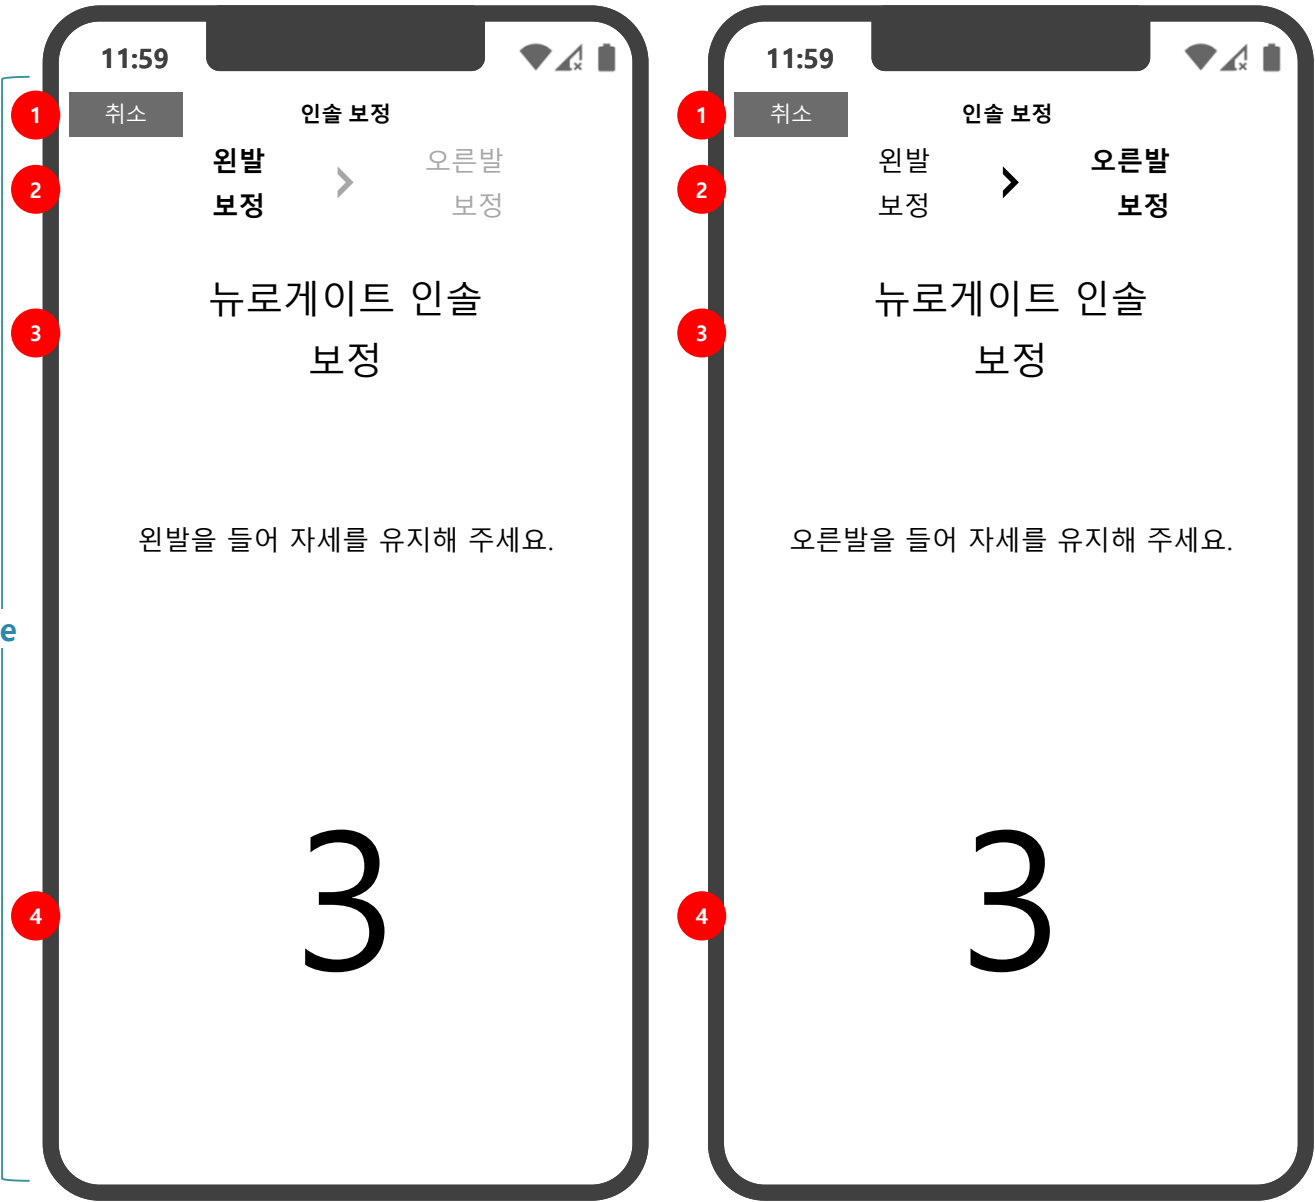 e
11:59
1
취소
인솔 보정
2
왼발
보정
오른발
보정
3
뉴로게이트 인솔
보정
왼발을 들어 자세를 유지해 주세요.
4
3
11:59
1
취소
인솔 보정
2
왼발
보정
오른발
보정
3
뉴로게이트 인솔
보정
오른발을 들어 자세를 유지해 주세요.
4
3